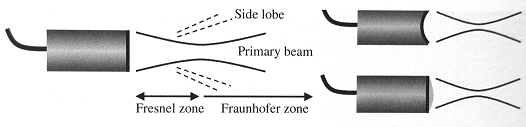 Side lobe
Primary beam
Fresnel zone
Fraunhofer zone